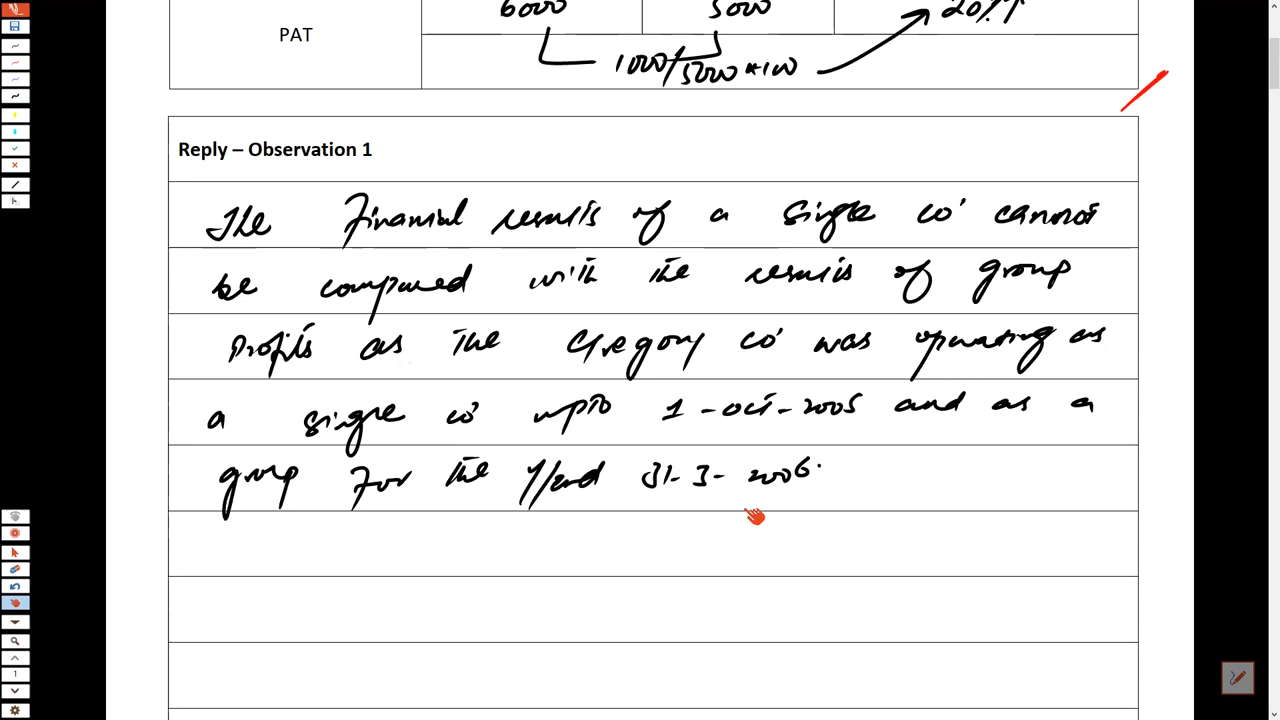 6000 5000 20% ↑
PAT
1000/5000*100
Reply – Observation 1
The Financial results of a single co' cannot
be compared with the results of group
Profits as the Gregory co' was operating as
a single co' upto 1-oct-2005 and as a
group For the Y/end 31-3-2006.
1